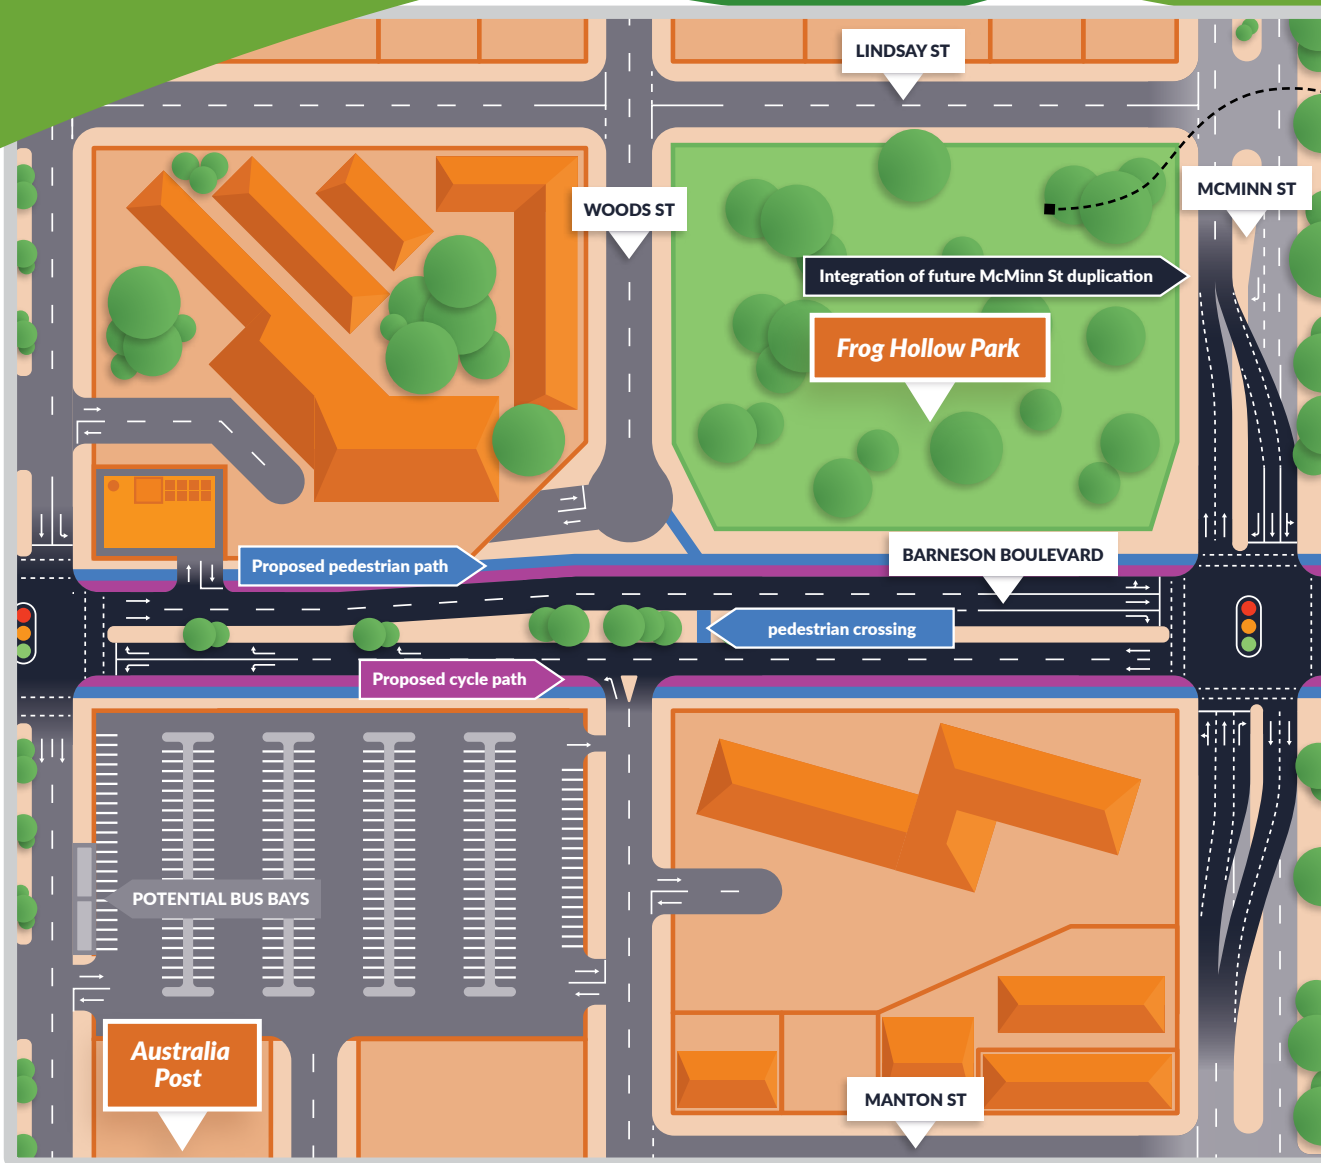 LINDSAY ST
MCMINN ST
WOODS ST
Integration of future McMinn St duplication
Frog Hollow Park
BARNESON BOULEVARD
Proposed pedestrian path
pedestrian crossing
Proposed cycle path
POTENTIAL BUS BAYS
Australia
Post
MANTON ST